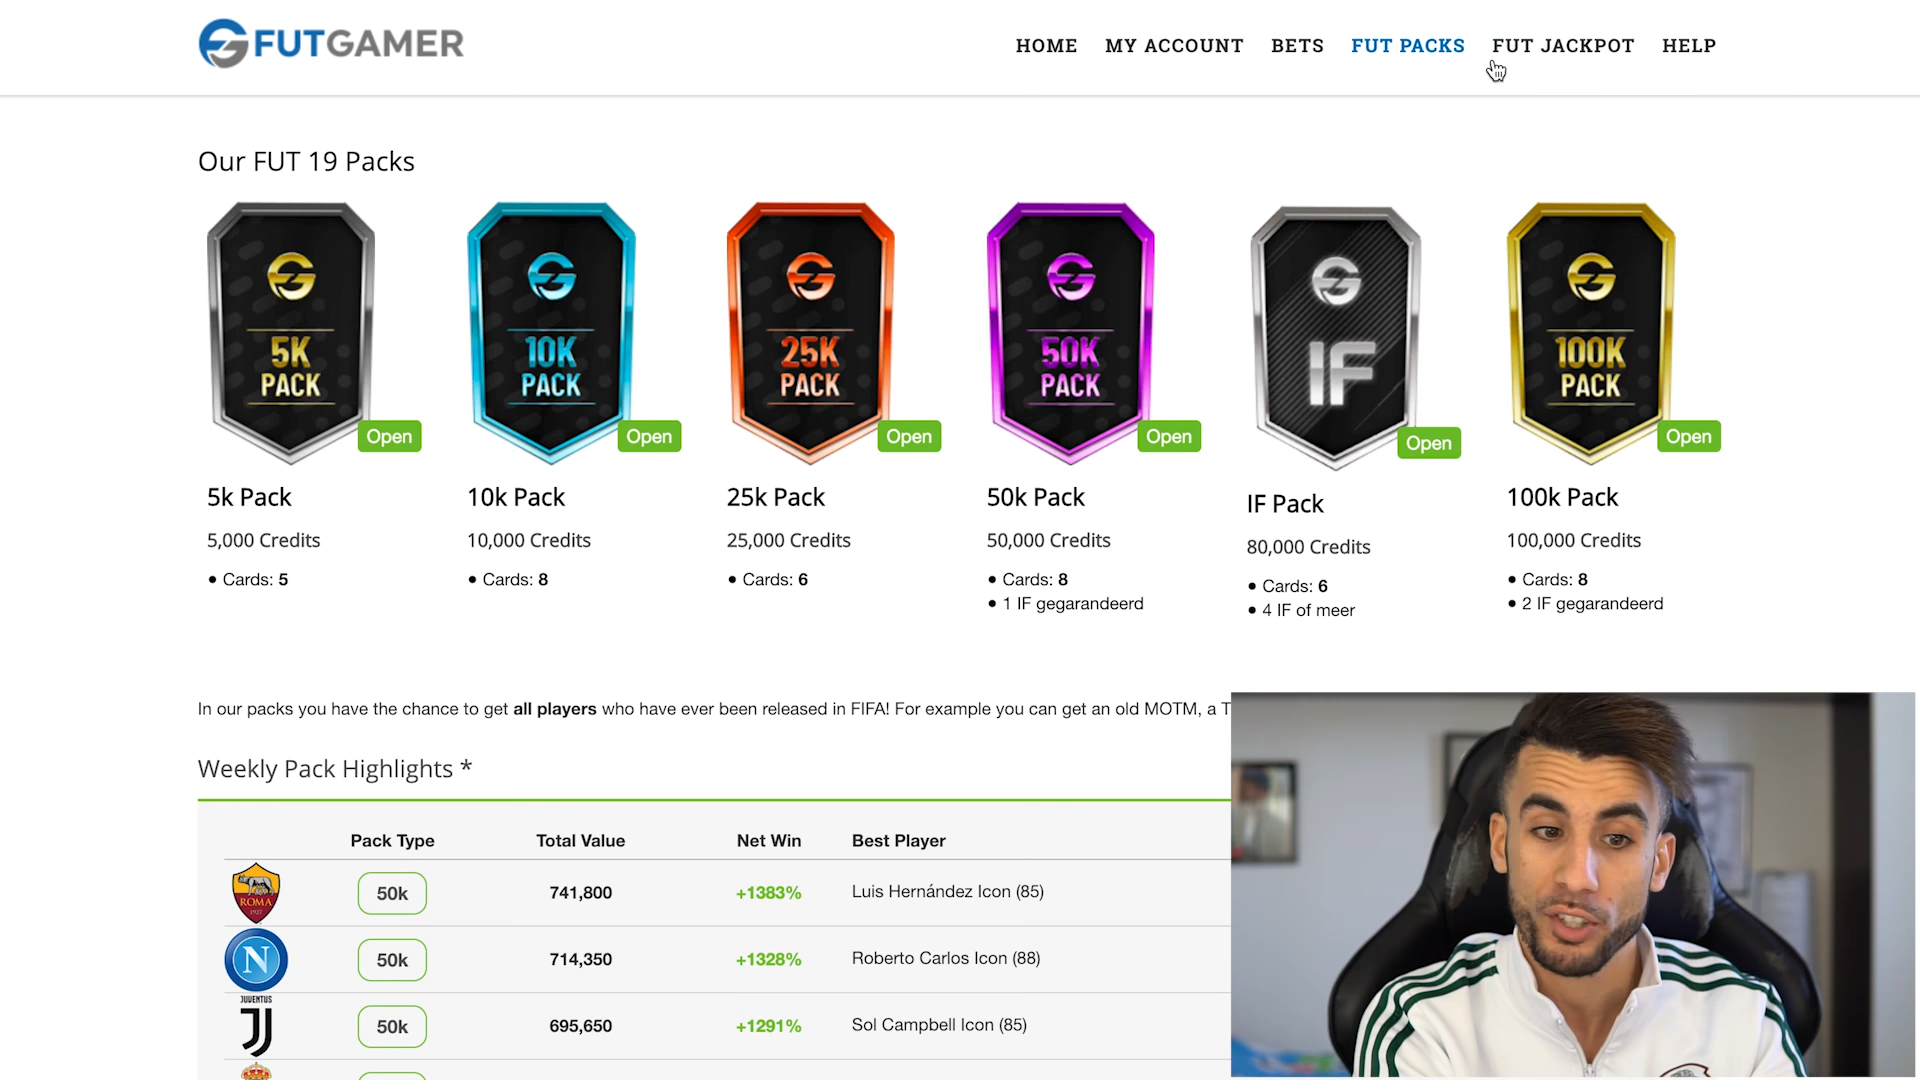 FUTGAMER
HOME MY ACCOUNT BETS FUT PACKS FUT JACKPOT HELP
Our FUT 19 Packs
5K PACK
10K PACK
25K PACK
50K PACK
IF
100K PACK
Open Open Open Open Open Open
5k Pack 10k Pack 25k Pack 50k Pack IF Pack 100k Pack
5,000 Credits 10,000 Credits 25,000 Credits 50,000 Credits 80,000 Credits 100,000 Credits
• Cards: 5 • Cards: 8 • Cards: 6 • Cards: 8 • Cards: 6 • Cards: 8
• 1 IF gegarandeerd • 4 IF of meer • 2 IF gegarandeerd
In our packs you have the chance to get all players who have ever been released in FIFA! For example you can get an old MOTM, a T
Weekly Pack Highlights *
Pack Type Total Value Net Win Best Player
ROMA 1927 50k 741,800 +1383% Luis Hernández Icon (85)
N 50k 714,350 +1328% Roberto Carlos Icon (88)
JUVENTUS 50k 695,650 +1291% Sol Campbell Icon (85)